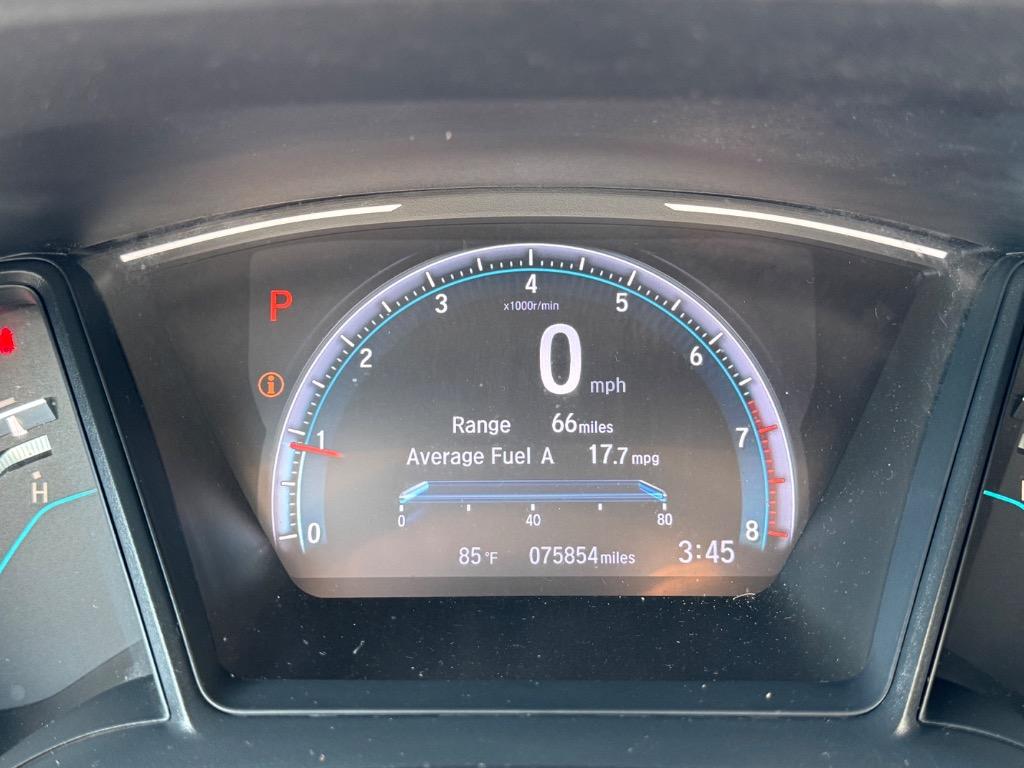 4
3
5
x1000r/min
P
2
6
0 mph
i
Range 66 miles
1
7
Average Fuel A 17.7 mpg
H
0
0 40 80
8
85 °F 075854 miles 3:45